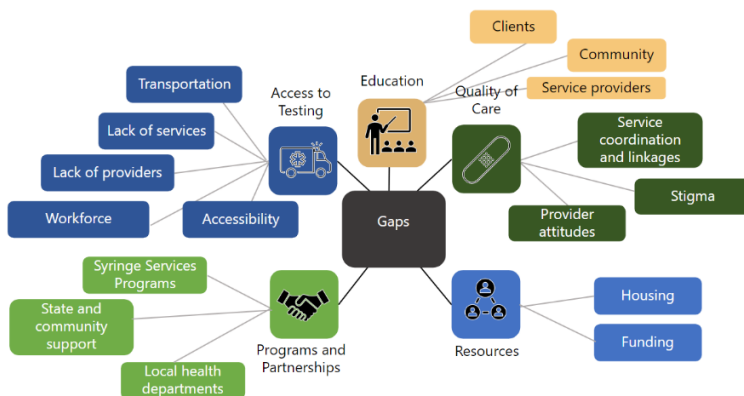 Clients
Community
Service providers
Education
Access to
Testing
Transportation
Lack of services
Lack of providers
Workforce
Accessibility
Quality of
Care
Service
coordination
and linkages
Stigma
Provider
attitudes
Gaps
Syringe Services
Programs
State and
community
support
Local health
departments
Programs and
Partnerships
Resources
Housing
Funding